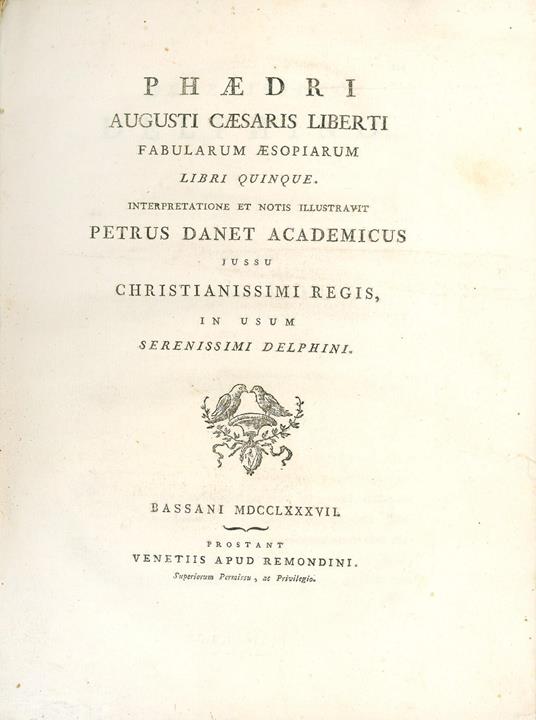 PHÆDRI
AUGUSTI CÆSARIS LIBERTI
FABULARUM ÆSOPIARUM
LIBRI QUINQUE.
INTERPRETATIONE ET NOTIS ILLUSTRAVIT
PETRUS DANET ACADEMICUS
JUSSU
CHRISTIANISSIMI REGIS,
IN USUM
SERENISSIMI DELPHINI.
BASSANI MDCCLXXXVII.
PROSTANT
VENETIIS APUD REMONDINI.
Superiorum Permissu, ac Privilegio.